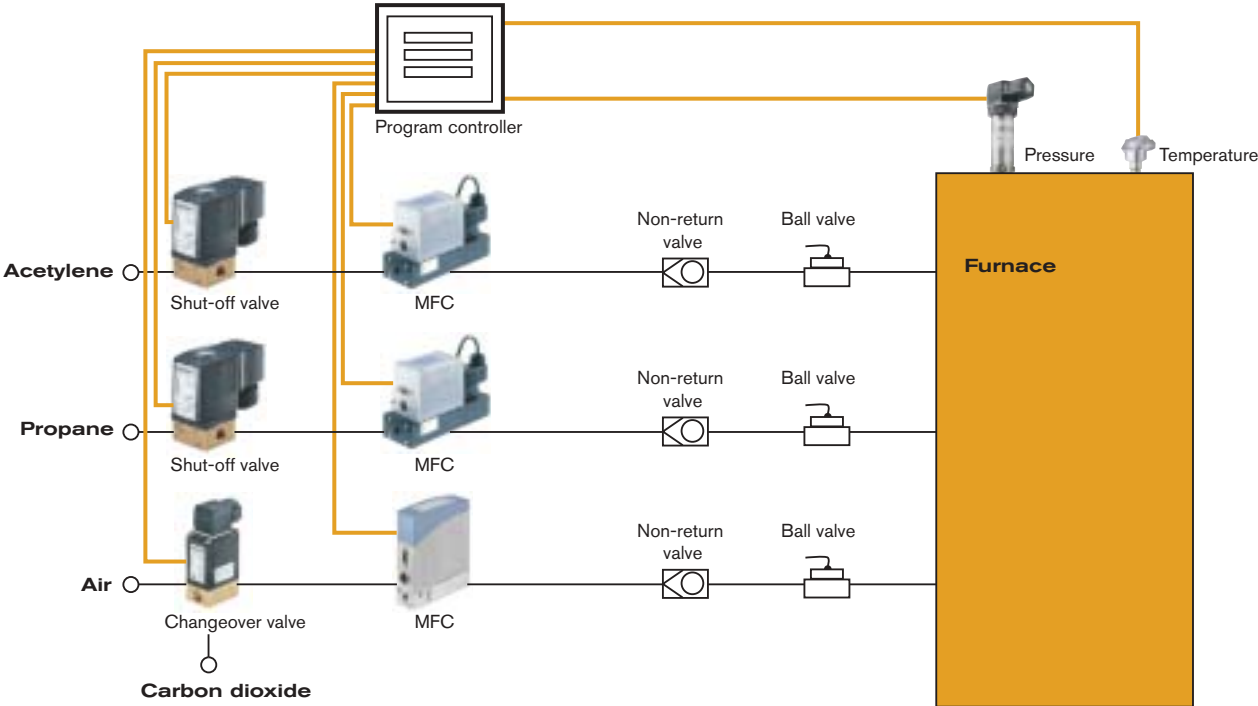 Program controller
Pressure
Temperature
Non-return
valve
Ball valve
Acetylene
Furnace
Shut-off valve
MFC
Non-return
valve
Ball valve
Propane
Shut-off valve
MFC
Non-return
valve
Ball valve
Air
Changeover valve
MFC
Carbon dioxide